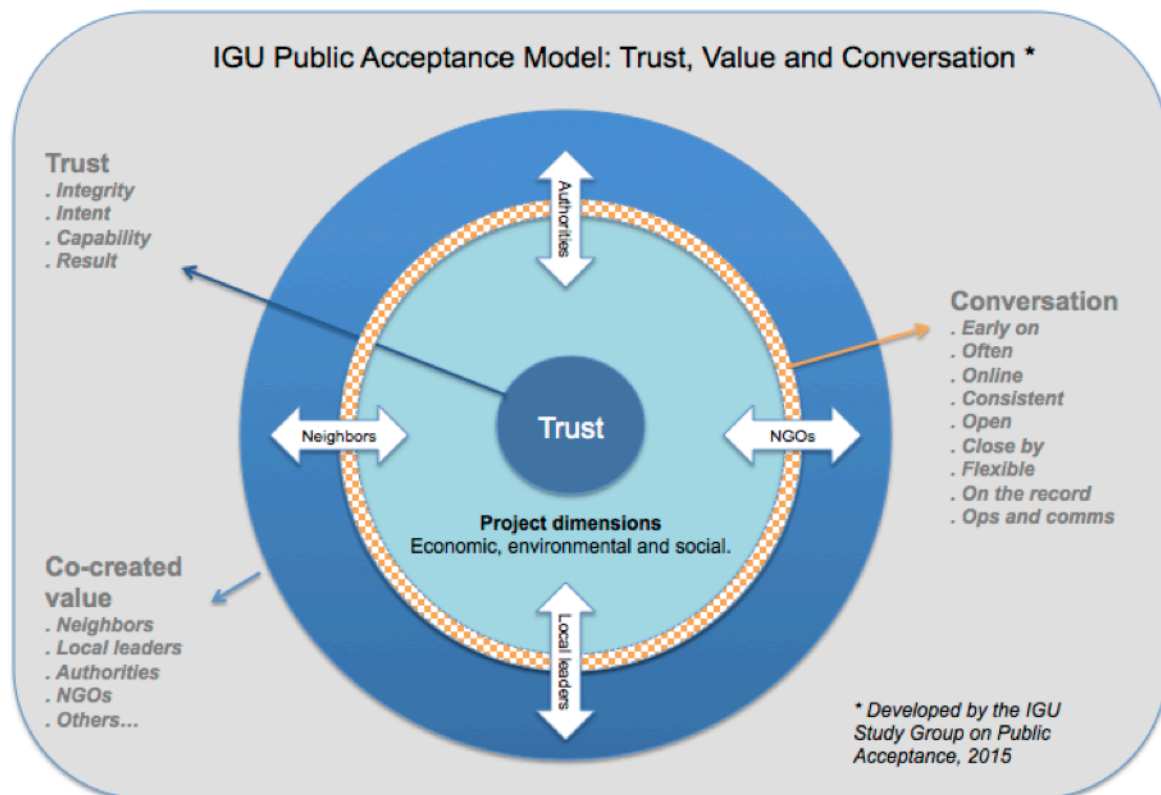 IGU Public Acceptance Model: Trust, Value and Conversation *
Trust
. Integrity
. Intent
. Capability
. Result
Authorities
Conversation
. Early on
. Often
. Online
. Consistent
. Open
. Close by
. Flexible
. On the record
. Ops and comms
Neighbors
Trust
NGOs
Project dimensions
Economic, environmental and social.
Local leaders
Co-created
value
. Neighbors
. Local leaders
. Authorities
. NGOs
. Others...
* Developed by the IGU
Study Group on Public
Acceptance, 2015